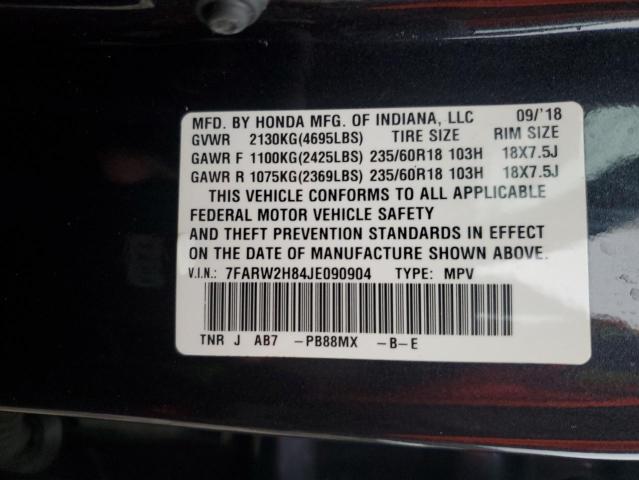 MFD. BY HONDA MFG. OF INDIANA, LLC 09/'18
GVWR 2130KG(4695LBS) TIRE SIZE RIM SIZE
GAWR F 1100KG(2425LBS) 235/60R18 103H 18X7.5J
GAWR R 1075KG(2369LBS) 235/60R18 103H 18X7.5J
THIS VEHICLE CONFORMS TO ALL APPLICABLE
FEDERAL MOTOR VEHICLE SAFETY
AND THEFT PREVENTION STANDARDS IN EFFECT
ON THE DATE OF MANUFACTURE SHOWN ABOVE.
V.I.N.: 7FARW2H84JE090904 TYPE: MPV
TNR J AB7 -PB88MX -B-E